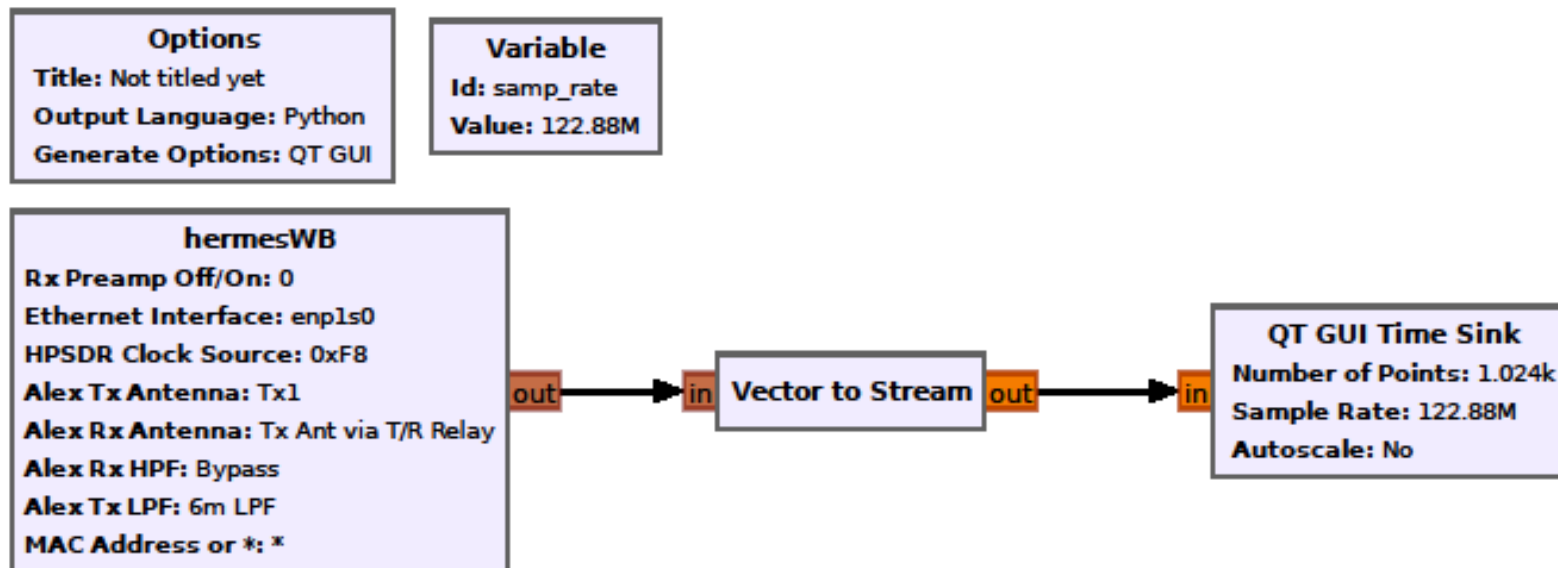 Options
Title: Not titled yet
Output Language: Python
Generate Options: QT GUI
Variable
Id: samp_rate
Value: 122.88M
hermesWB
Rx Preamp Off/On: 0
Ethernet Interface: enp1s0
HPSDR Clock Source: 0xF8
Alex Tx Antenna: Tx1
Alex Rx Antenna: Tx Ant via T/R Relay
Alex Rx HPF: Bypass
Alex Tx LPF: 6m LPF
MAC Address or *: *
out
in
Vector to Stream
out
in
QT GUI Time Sink
Number of Points: 1.024k
Sample Rate: 122.88M
Autoscale: No